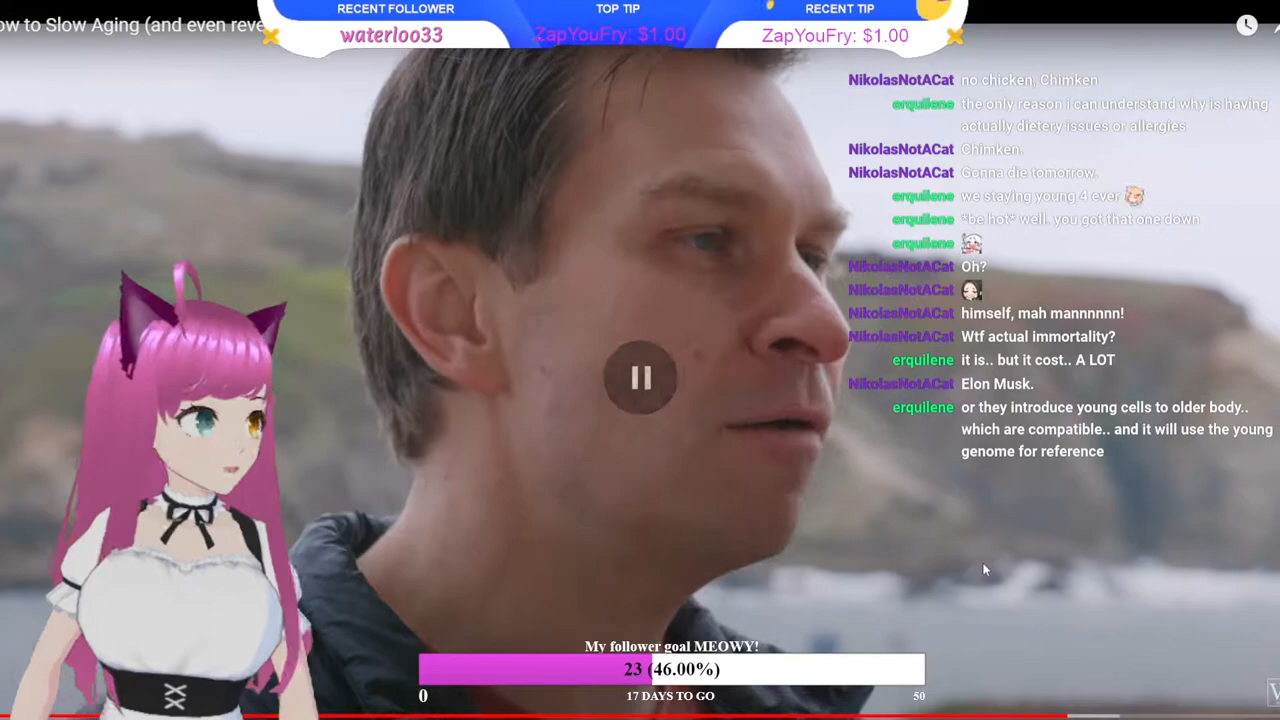 RECENT FOLLOWER
TOP TIP
RECENT TIP
ow to Slow Aging (and even reve
waterloo33
ZapYouFry: $1.00
ZapYouFry: $1.00
NikolasNotACat no chicken, Chimken
erquilene the only reason i can understand why is having
actually dietery issues or allergies
NikolasNotACat Chimken.
NikolasNotACat Gonna die tomorrow.
erquilene we staying young 4 ever
erquilene *be hot* well. you got that one down
erquilene
NikolasNotACat Oh?
NikolasNotACat
NikolasNotACat himself, mah mannnnnn!
NikolasNotACat Wtf actual immortality?
erquilene it is.. but it cost.. A LOT
NikolasNotACat Elon Musk.
erquilene or they introduce young cells to older body..
which are compatible.. and it will use the young
genome for reference
My follower goal MEOWY!
23 (46.00%)
0 17 DAYS TO GO 50